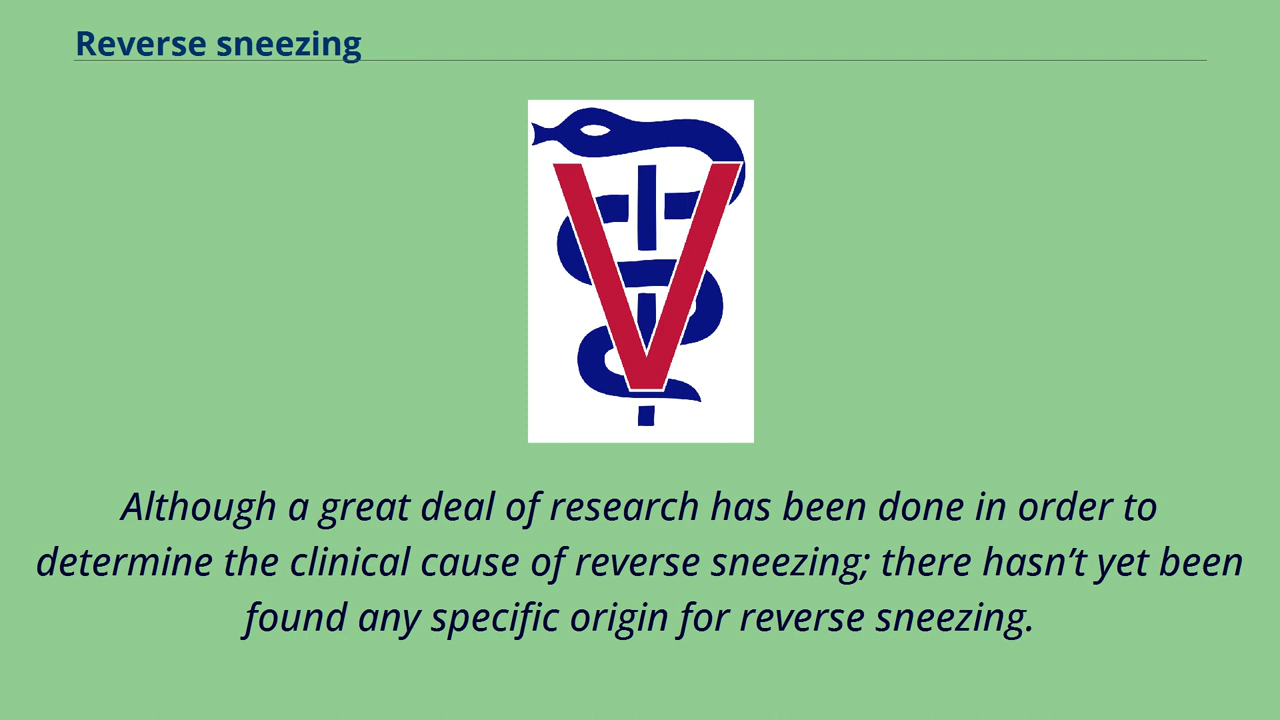 Reverse sneezing
V
Although a great deal of research has been done in order to
determine the clinical cause of reverse sneezing; there hasn’t yet been
found any specific origin for reverse sneezing.